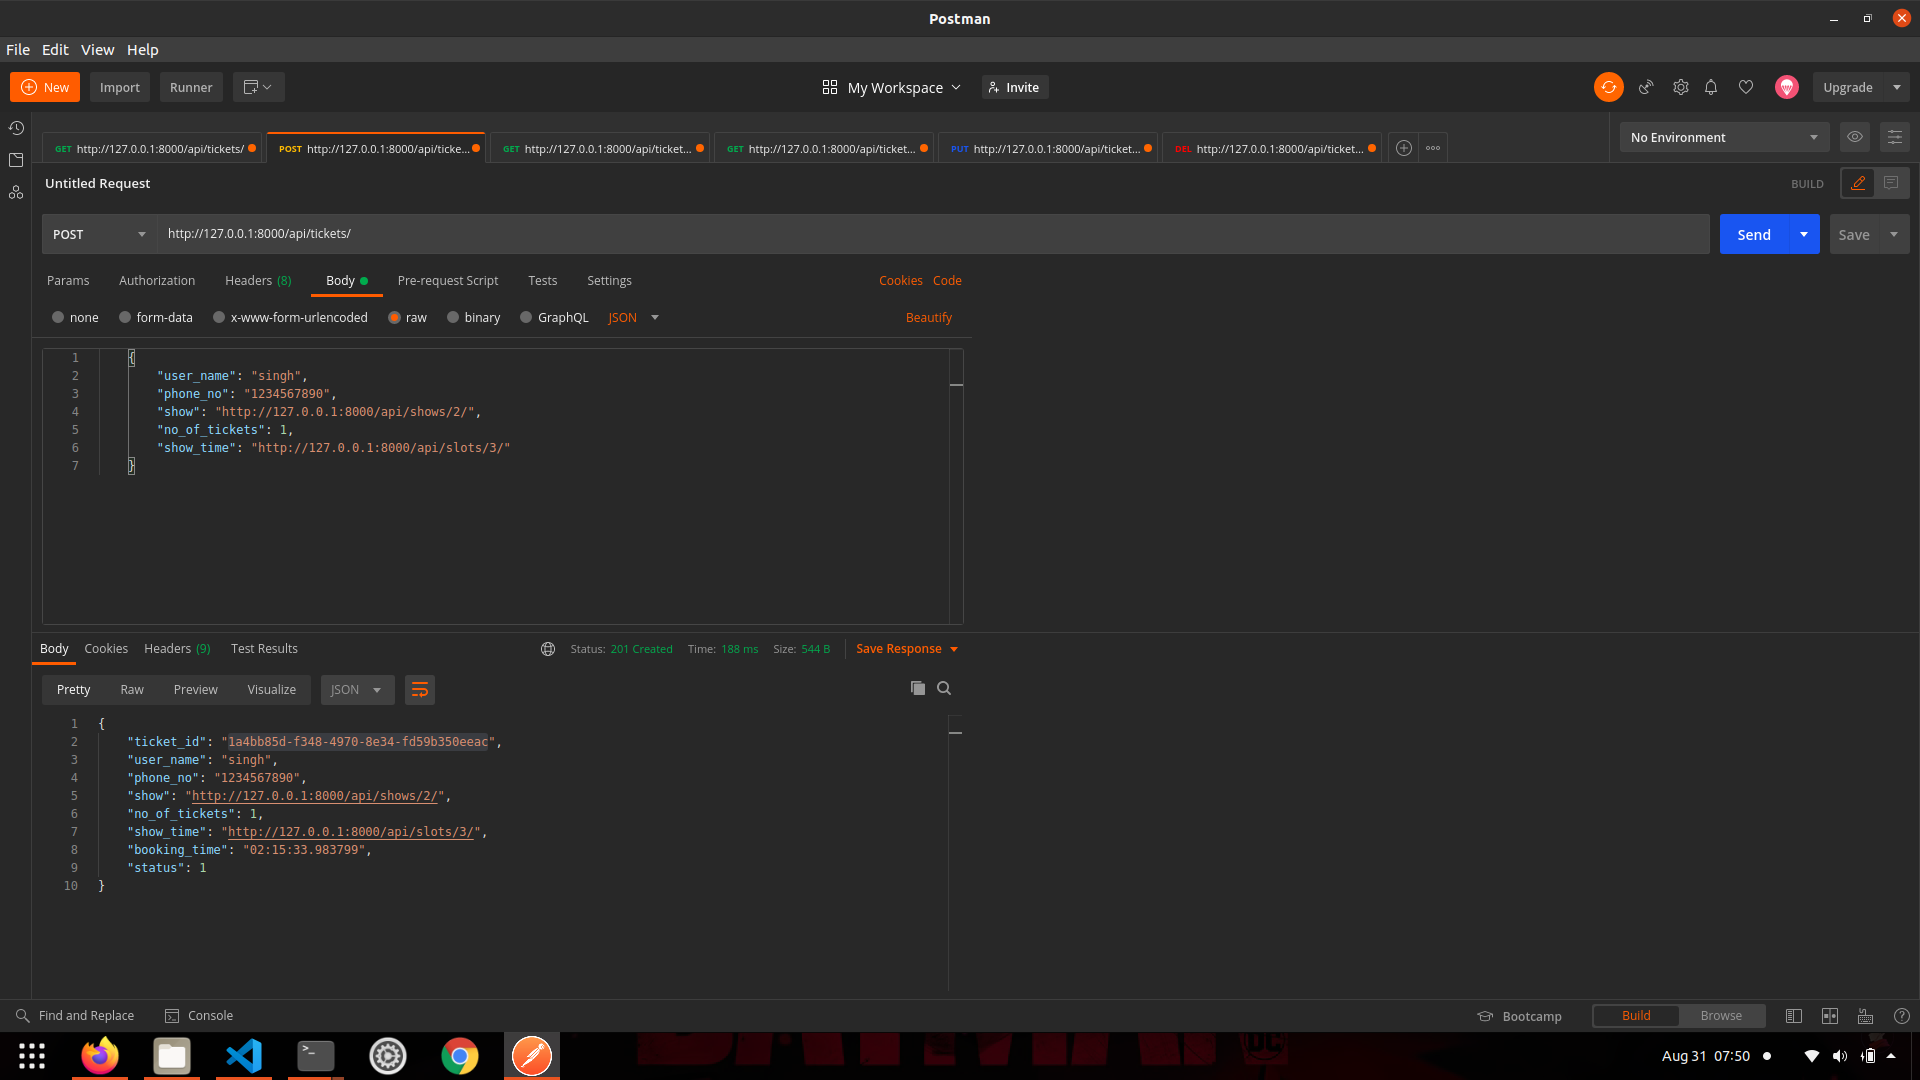 Postman
File Edit View Help
New Import Runner My Workspace Invite Upgrade
GET http://127.0.0.1:8000/api/tickets/ POST http://127.0.0.1:8000/api/ticke... GET http://127.0.0.1:8000/api/ticket... GET http://127.0.0.1:8000/api/ticket... PUT http://127.0.0.1:8000/api/ticket... DEL http://127.0.0.1:8000/api/ticket... No Environment
Untitled Request BUILD
POST http://127.0.0.1:8000/api/tickets/ Send Save
Params Authorization Headers (8) Body Pre-request Script Tests Settings Cookies Code
none form-data x-www-form-urlencoded raw binary GraphQL JSON Beautify
1 {
2 "user_name": "singh",
3 "phone_no": "1234567890",
4 "show": "http://127.0.0.1:8000/api/shows/2/",
5 "no_of_tickets": 1,
6 "show_time": "http://127.0.0.1:8000/api/slots/3/"
7 }
Body Cookies Headers (9) Test Results Status: 201 Created Time: 188 ms Size: 544 B Save Response
Pretty Raw Preview Visualize JSON
1 {
2 "ticket_id": "1a4bb85d-f348-4970-8e34-fd59b350eeac",
3 "user_name": "singh",
4 "phone_no": "1234567890",
5 "show": "http://127.0.0.1:8000/api/shows/2/",
6 "no_of_tickets": 1,
7 "show_time": "http://127.0.0.1:8000/api/slots/3/",
8 "booking_time": "02:15:33.983799",
9 "status": 1
10 }
Find and Replace Console Bootcamp Build Browse
Aug 31 07:50